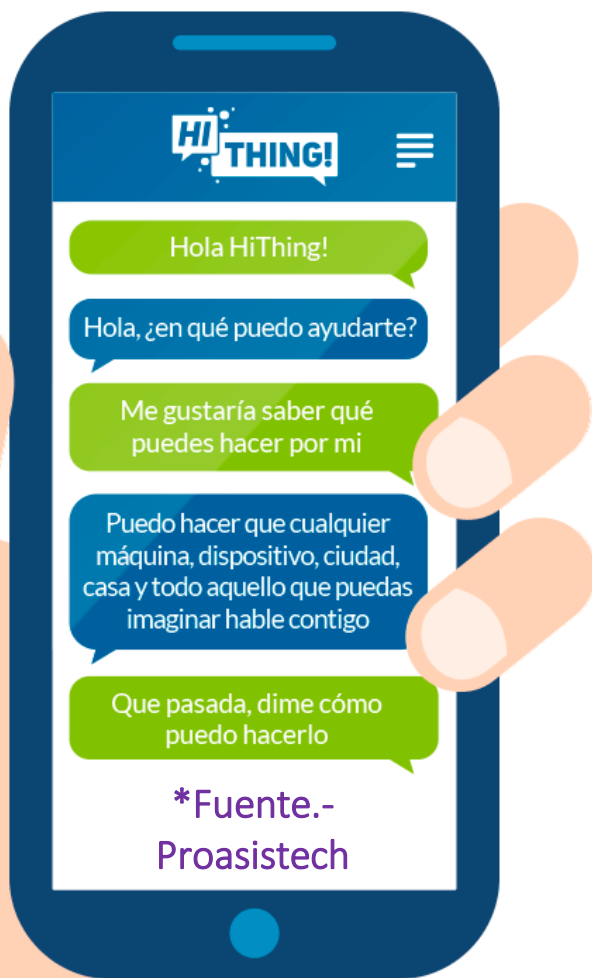 HI
THING!
Hola HiThing!
Hola, ¿en qué puedo ayudarte?
Me gustaría saber qué
puedes hacer por mi
Puedo hacer que cualquier
máquina, dispositivo, ciudad,
casa y todo aquello que puedas
imaginar hable contigo
Que pasada, dime cómo
puedo hacerlo
*Fuente.-
Proasistech